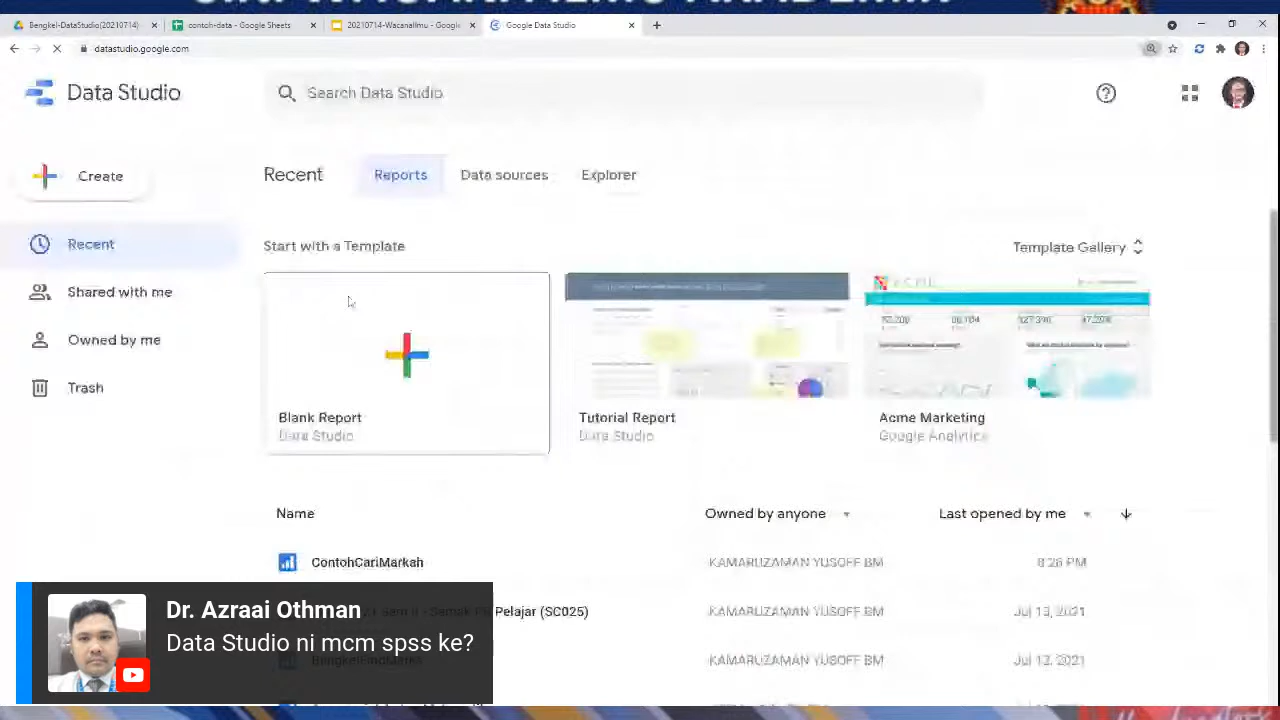 Bengkel-DataStudio(20210714)
contoh-data - Google Sheets
20210714-WacanaIlmu - Google
Google Data Studio
datastudio.google.com
Data Studio
Search Data Studio
Create
Recent
Reports
Data sources
Explorer
Recent
Shared with me
Owned by me
Trash
Start with a Template
Template Gallery
Blank Report
Data Studio
Tutorial Report
Data Studio
Acme Marketing
Google Analytics
Name
Owned by anyone
Last opened by me
ContohCariMarkah
KAMARUZAMAN YUSOFF BM
8:26 PM
Pelajar (SC025)
KAMARUZAMAN YUSOFF BM
Jul 13, 2021
KAMARUZAMAN YUSOFF BM
Jul 12, 2021
Dr. Azraai Othman
Data Studio ni mcm spss ke?